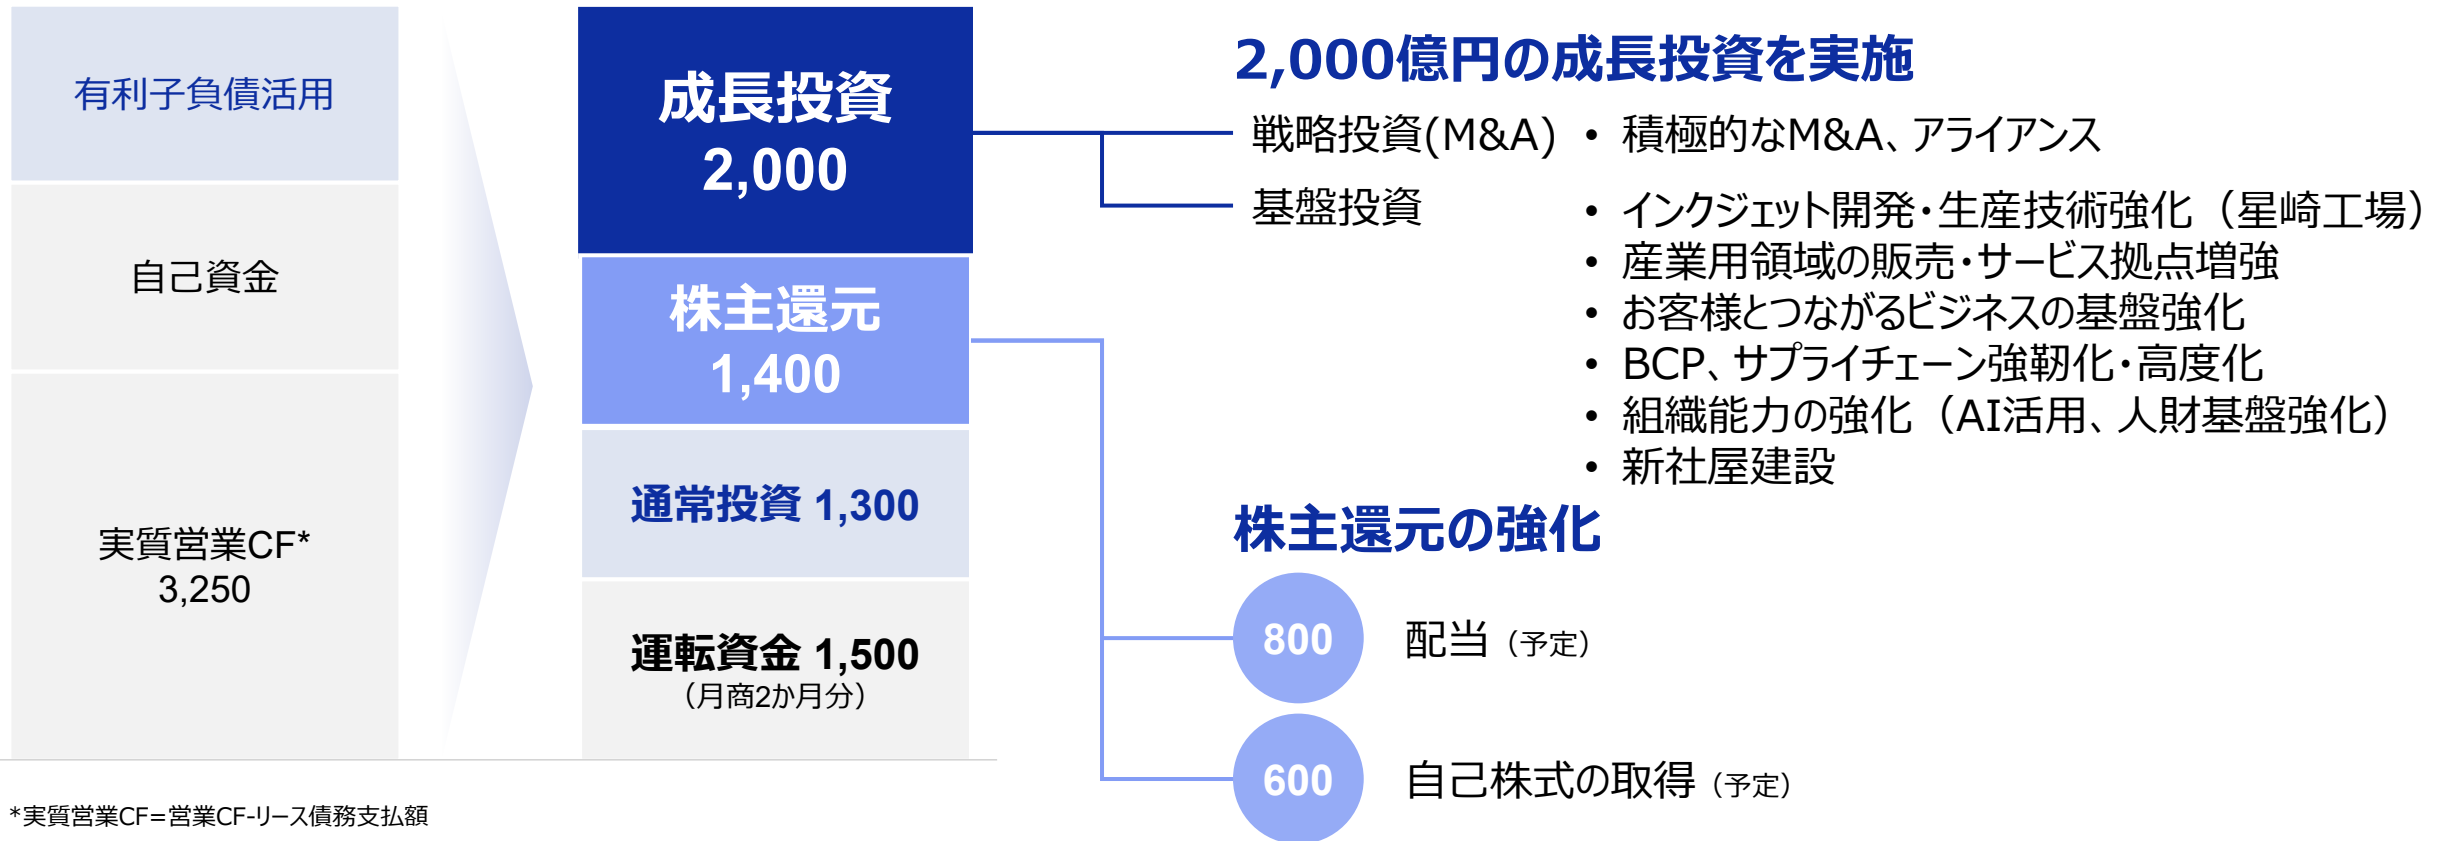 有利子負債活用
自己資金
実質営業CF*
3,250
成長投資
2,000
株主還元
1,400
通常投資 1,300
運転資金 1,500
（月商2か月分）
2,000億円の成長投資を実施
戦略投資(M&A) • 積極的なM&A、アライアンス
基盤投資 • インクジェット開発・生産技術強化（星崎工場）
• 産業用領域の販売・サービス拠点増強
• お客様とつながるビジネスの基盤強化
• BCP、サプライチェーン強靭化・高度化
• 組織能力の強化（AI活用、人財基盤強化）
• 新社屋建設
株主還元の強化
800 配当（予定）
600 自己株式の取得（予定）
*実質営業CF=営業CF-リース債務支払額